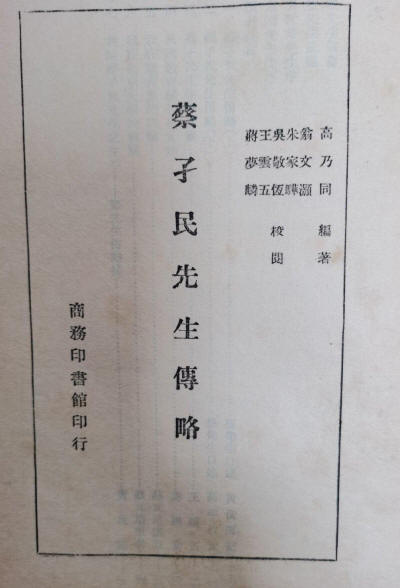 高乃同 編著
翁文灝
朱家驊
吳敬恆 校閱
王雲五
蔣夢麟
蔡孑民先生傳略
商務印書館印行